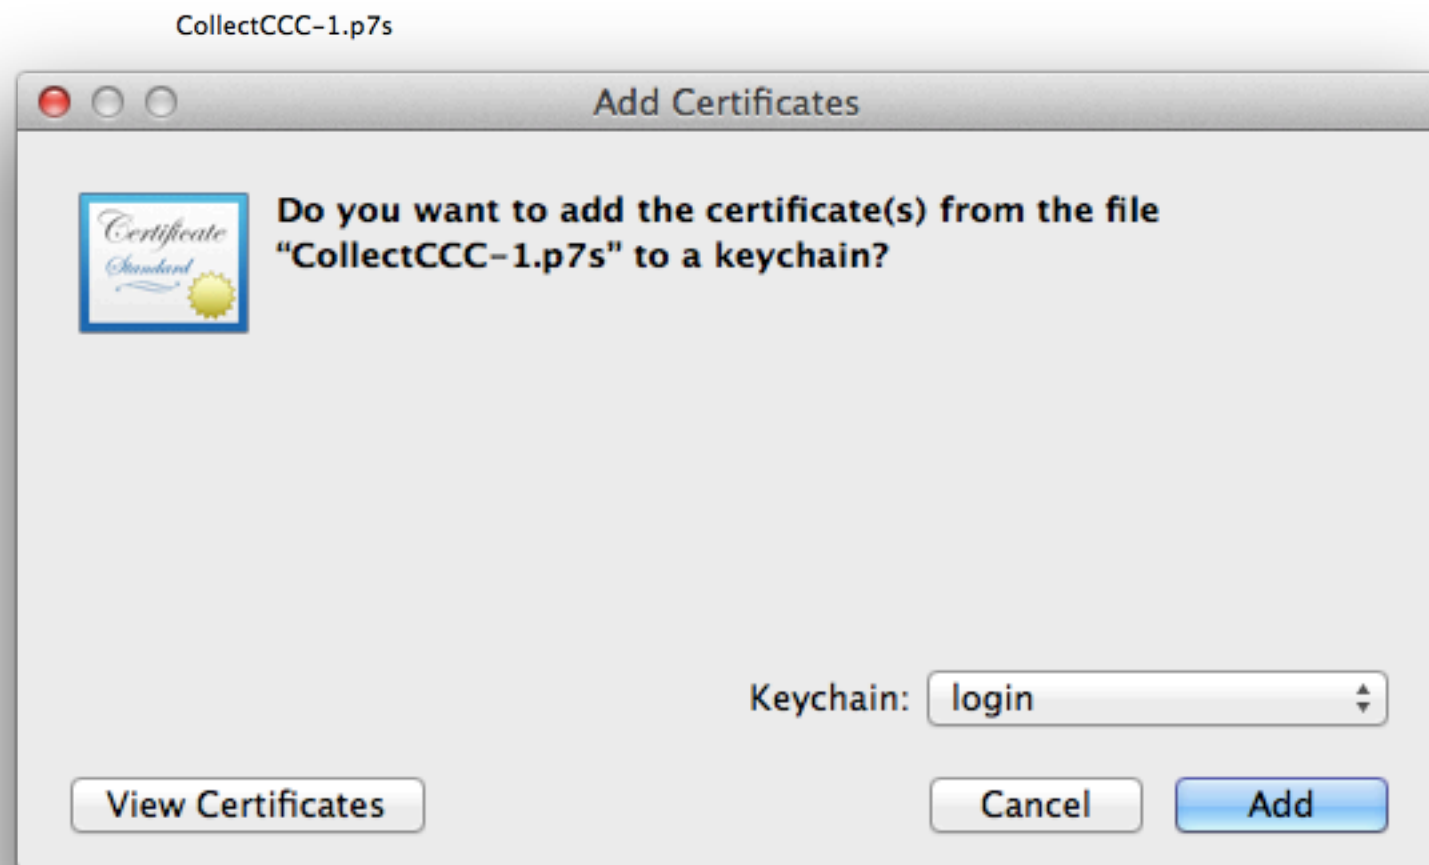 CollectCCC-1.p7s
Add Certificates
Certificate
Standard
Do you want to add the certificate(s) from the file
“CollectCCC-1.p7s” to a keychain?
Keychain: login
View Certificates Cancel Add